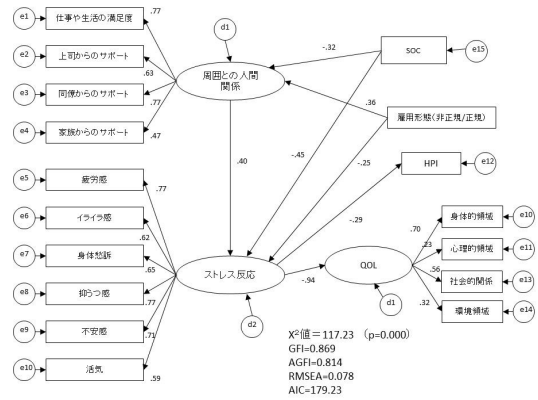 e1
仕事や生活の満足度
.77
d1
e2
上司からのサポート
.63
周囲との人間
関係
-.32
SOC
e15
e3
同僚からのサポート
.77
.36
雇用形態(非正規/正規)
e4
家族からのサポート
.47
.40
-.45
-.25
HPI
e12
e5
疲労感
.77
-.29
e6
イライラ感
.62
.70
身体的領域
e10
e7
身体愁訴
.65
.23
心理的領域
e11
ストレス反応
-.94
QOL
.56
社会的関係
e13
e8
抑うつ感
.77
.32
環境領域
e14
d1
d2
e9
不安感
.71
e10
活気
.59
X²値=117.23 (p=0.000)
GFI=0.869
AGFI=0.814
RMSEA=0.078
AIC=179.23